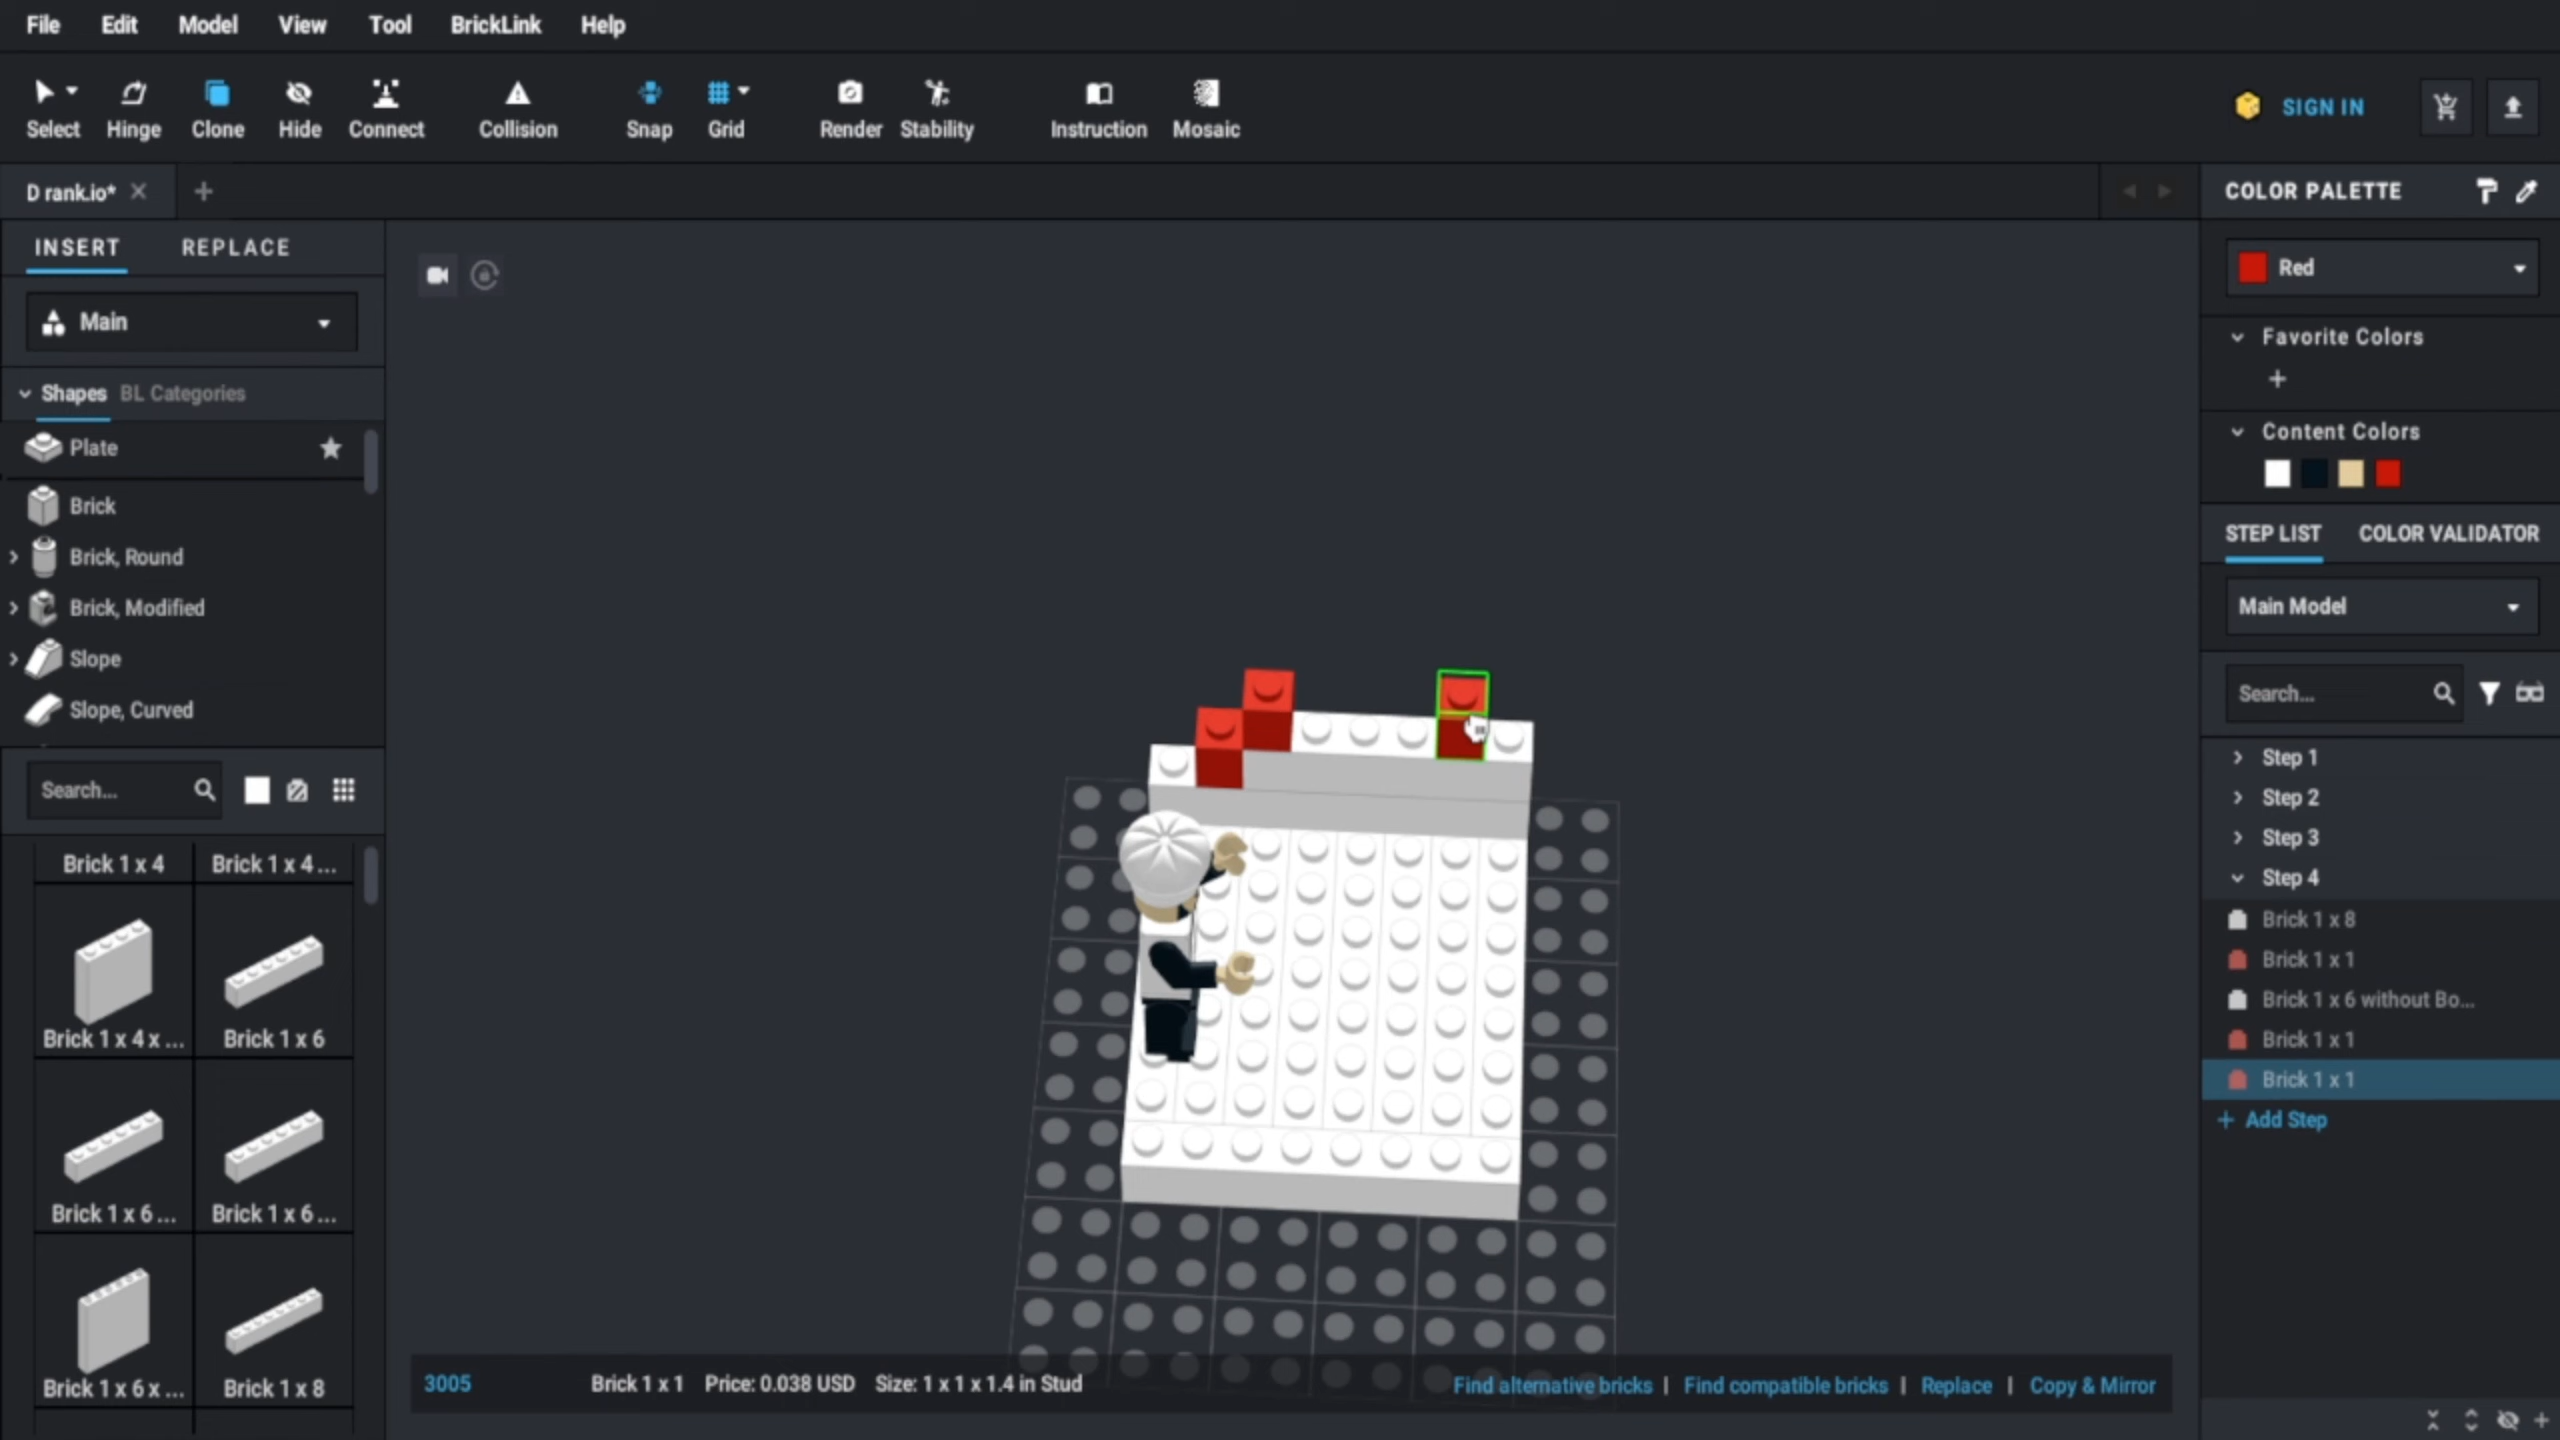 File Edit Model View Tool BrickLink Help
Select Hinge Clone Hide Connect Collision Snap Grid Render Stability Instruction Mosaic
SIGN IN
D rank.io*
INSERT REPLACE
Main
Shapes BL Categories
Plate
Brick
Brick, Round
Brick, Modified
Slope
Slope, Curved
Search...
Brick 1 x 4 Brick 1 x 4 ...
Brick 1 x 4 x ... Brick 1 x 6
Brick 1 x 6 ... Brick 1 x 6 ...
Brick 1 x 6 x ... Brick 1 x 8
3005 Brick 1 x 1 Price: 0.038 USD Size: 1 x 1 x 1.4 in Stud
Find alternative bricks | Find compatible bricks | Replace | Copy & Mirror
COLOR PALETTE
Red
Favorite Colors
Content Colors
STEP LIST COLOR VALIDATOR
Main Model
Search...
Step 1
Step 2
Step 3
Step 4
Brick 1 x 8
Brick 1 x 1
Brick 1 x 6 without Bo...
Brick 1 x 1
Brick 1 x 1
+ Add Step